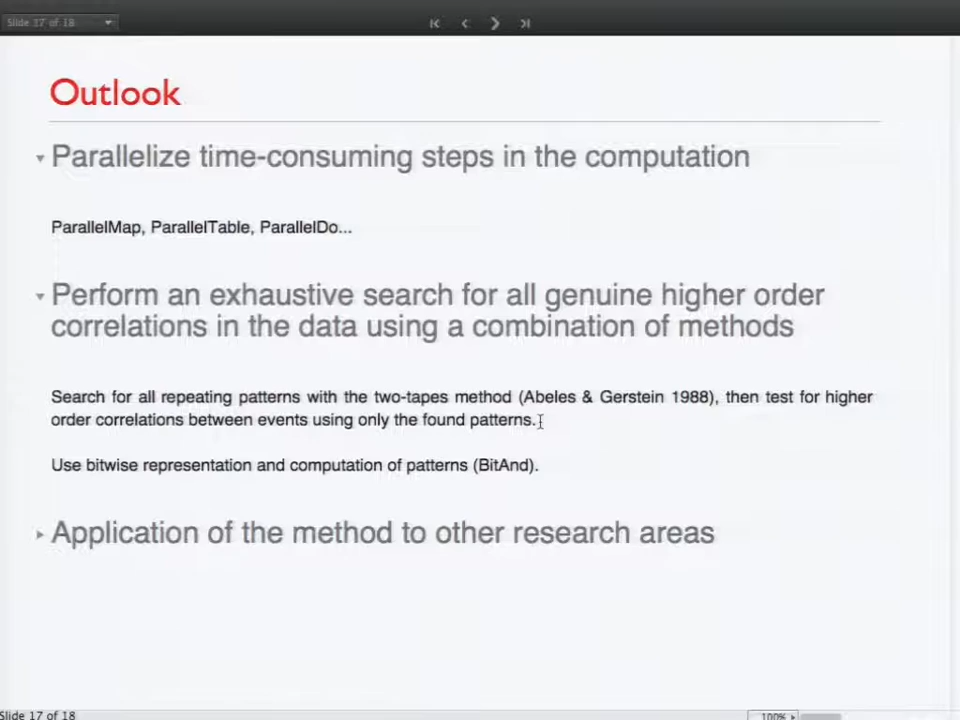 Slide 17 of 18
Outlook
Parallelize time-consuming steps in the computation
ParallelMap, ParallelTable, ParallelDo...
Perform an exhaustive search for all genuine higher order
correlations in the data using a combination of methods
Search for all repeating patterns with the two-tapes method (Abeles & Gerstein 1988), then test for higher
order correlations between events using only the found patterns.
Use bitwise representation and computation of patterns (BitAnd).
Application of the method to other research areas
Slide 17 of 18
100%